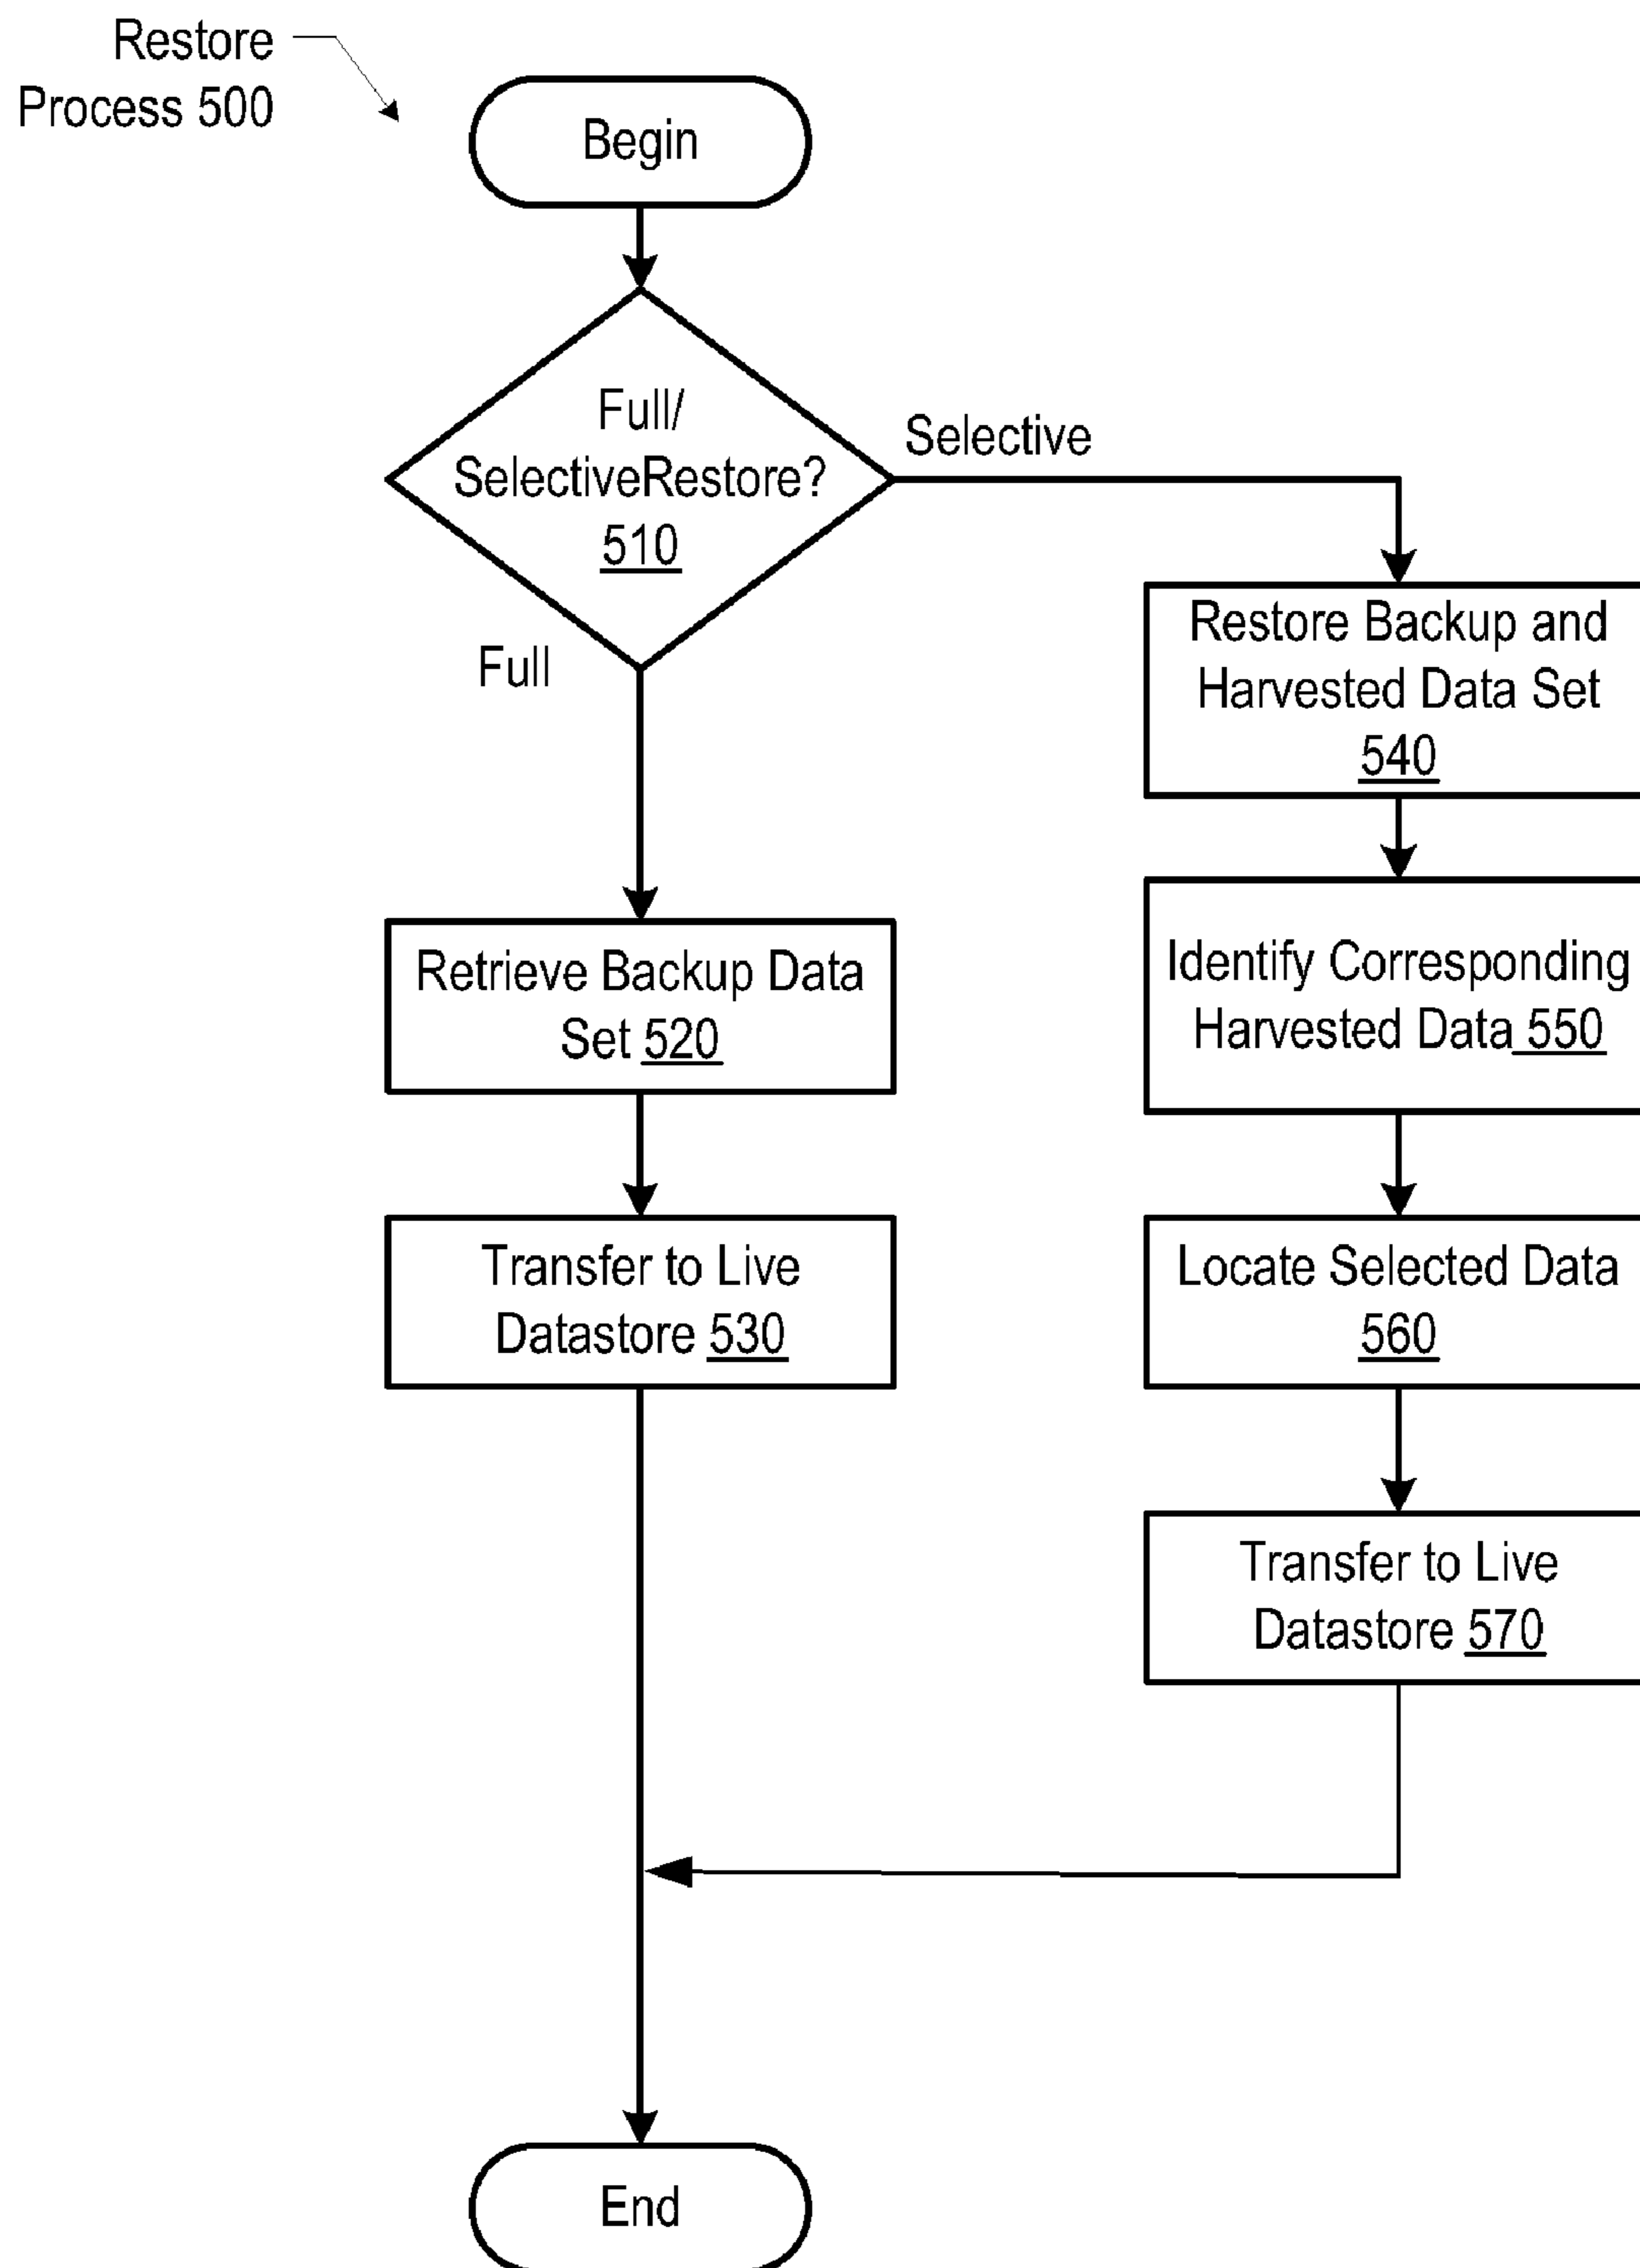 Restore
Process 500
Begin
Full/
SelectiveRestore?
510
Selective
Full
Restore Backup and
Harvested Data Set
540
Identify Corresponding
Harvested Data 550
Retrieve Backup Data
Set 520
Transfer to Live
Datastore 530
Locate Selected Data
560
Transfer to Live
Datastore 570
End